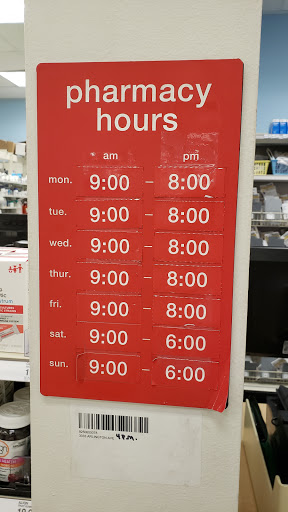 pharmacy
hours
am pm
mon. 9:00 – 8:00
tue. 9:00 – 8:00
wed. 9:00 – 8:00
thur. 9:00 – 8:00
fri. 9:00 – 8:00
sat. 9:00 – 6:00
sun. 9:00 – 6:00